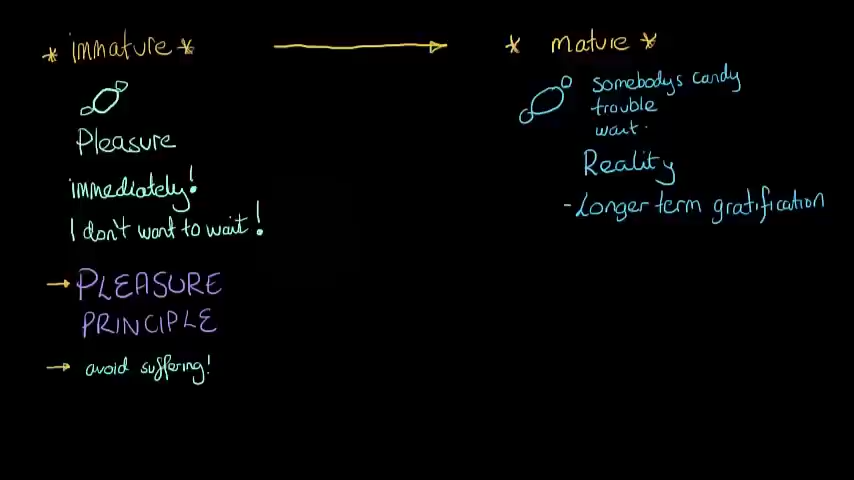 * immature *
Pleasure
immediately!
I don't want to wait!
PLEASURE
PRINCIPLE
avoid suffering!
* mature *
somebodys candy
trouble
wait.
Reality
- Longer term gratification